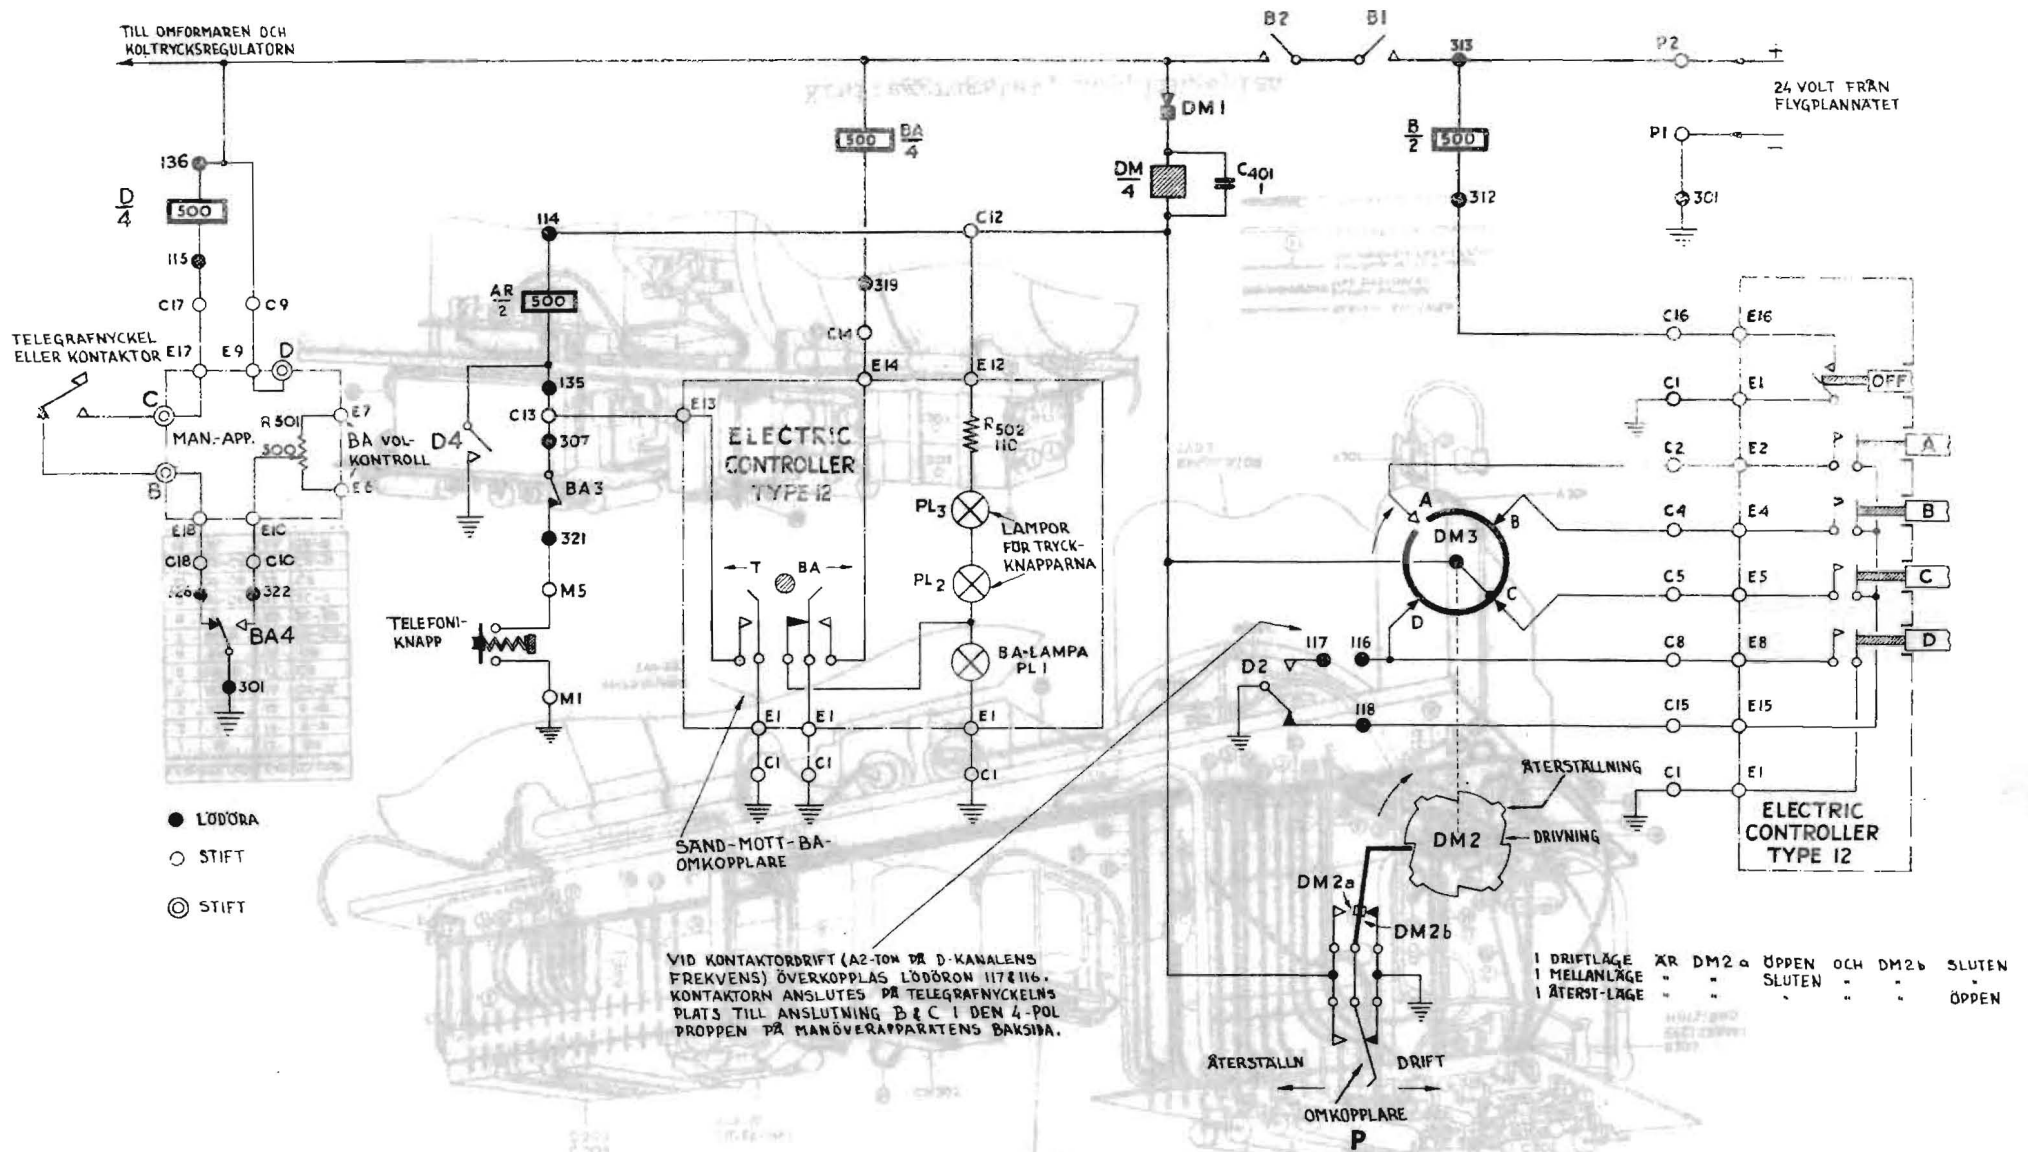 TILL OMFORMAREN OCH
KOLTRYCKSREGULATORN
B2
B1
313
P2
+
24 VOLT FRÅN
FLYGPLANNÄTET
P1
−
301
DM1
DM
4
C401
1
B
2
500
312
BA
4
500
136
D
4
500
115
C17
C9
114
C12
AR
2
500
319
C14
E14
E12
TELEGRAFNYCKEL
ELLER KONTAKTOR
E17
E9
D
C
B
R501
500
E7
MAN.-APP.
BA VOL-
KONTROLL
E6
E18
E10
C18
C10
326
322
BA4
301
135
C13
E13
D4
307
BA3
321
M5
TELEFONI-
KNAPP
M1
ELECTRIC
CONTROLLER
TYPE 12
R502
110
PL3
LAMPOR
FÖR TRYCK-
KNAPPARNA
PL2
T
BA
BA-LAMPA
PL1
E1
E1
E1
C1
C1
C1
SÄND-MOTT-BA-
OMKOPPLARE
C16
E16
OFF
C1
E1
C2
E2
A
C4
E4
B
C5
E5
C
C8
E8
D
C15
E15
C1
E1
ELECTRIC
CONTROLLER
TYPE 12
A
B
DM3
C
D
117
116
D2
118
ÅTERSTÄLLNING
DRIVNING
DM2
DM2a
DM2b
ÅTERSTÄLLN
DRIFT
OMKOPPLARE
P
LÖDÖRA
STIFT
STIFT
VID KONTAKTORDRIFT (A2-TON PÅ D-KANALENS
FREKVENS) ÖVERKOPPLAS LÖDÖRON 117 & 116.
KONTAKTORN ANSLUTES PÅ TELEGRAFNYCKELNS
PLATS TILL ANSLUTNING B & C I DEN 4-POL
PROPPEN PÅ MANÖVERAPPARATENS BAKSIDA.
I DRIFTLÄGE ÄR DM2a ÖPPEN OCH DM2b SLUTEN
I MELLANLÄGE " " SLUTEN " " "
I ÅTERST-LÄGE " " " " " ÖPPEN